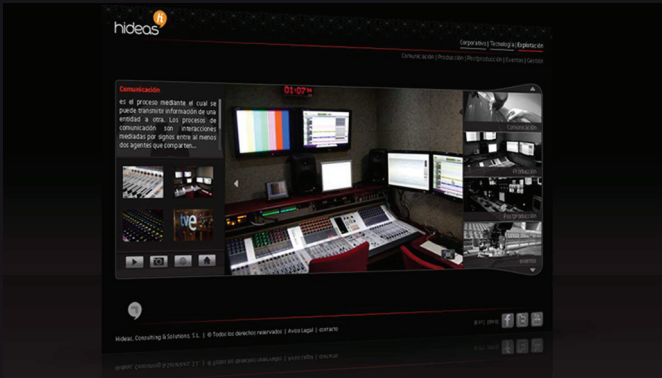 hideas
Corporativo | Tecnología | Explotación
Comunicación | Producción | Postproducción | Eventos | Gestión
Comunicación
es el proceso mediante el cual se
puede transmitir información de una
entidad a otra. Los procesos de
comunicación son interacciones
mediadas por signos entre al menos
dos agentes que comparten...
01:07
tve
Comunicación
Producción
Postproducción
eventos
Hideas, Consulting & Solutions, S.L. | © Todos los derechos reservados | Aviso Legal | contacto